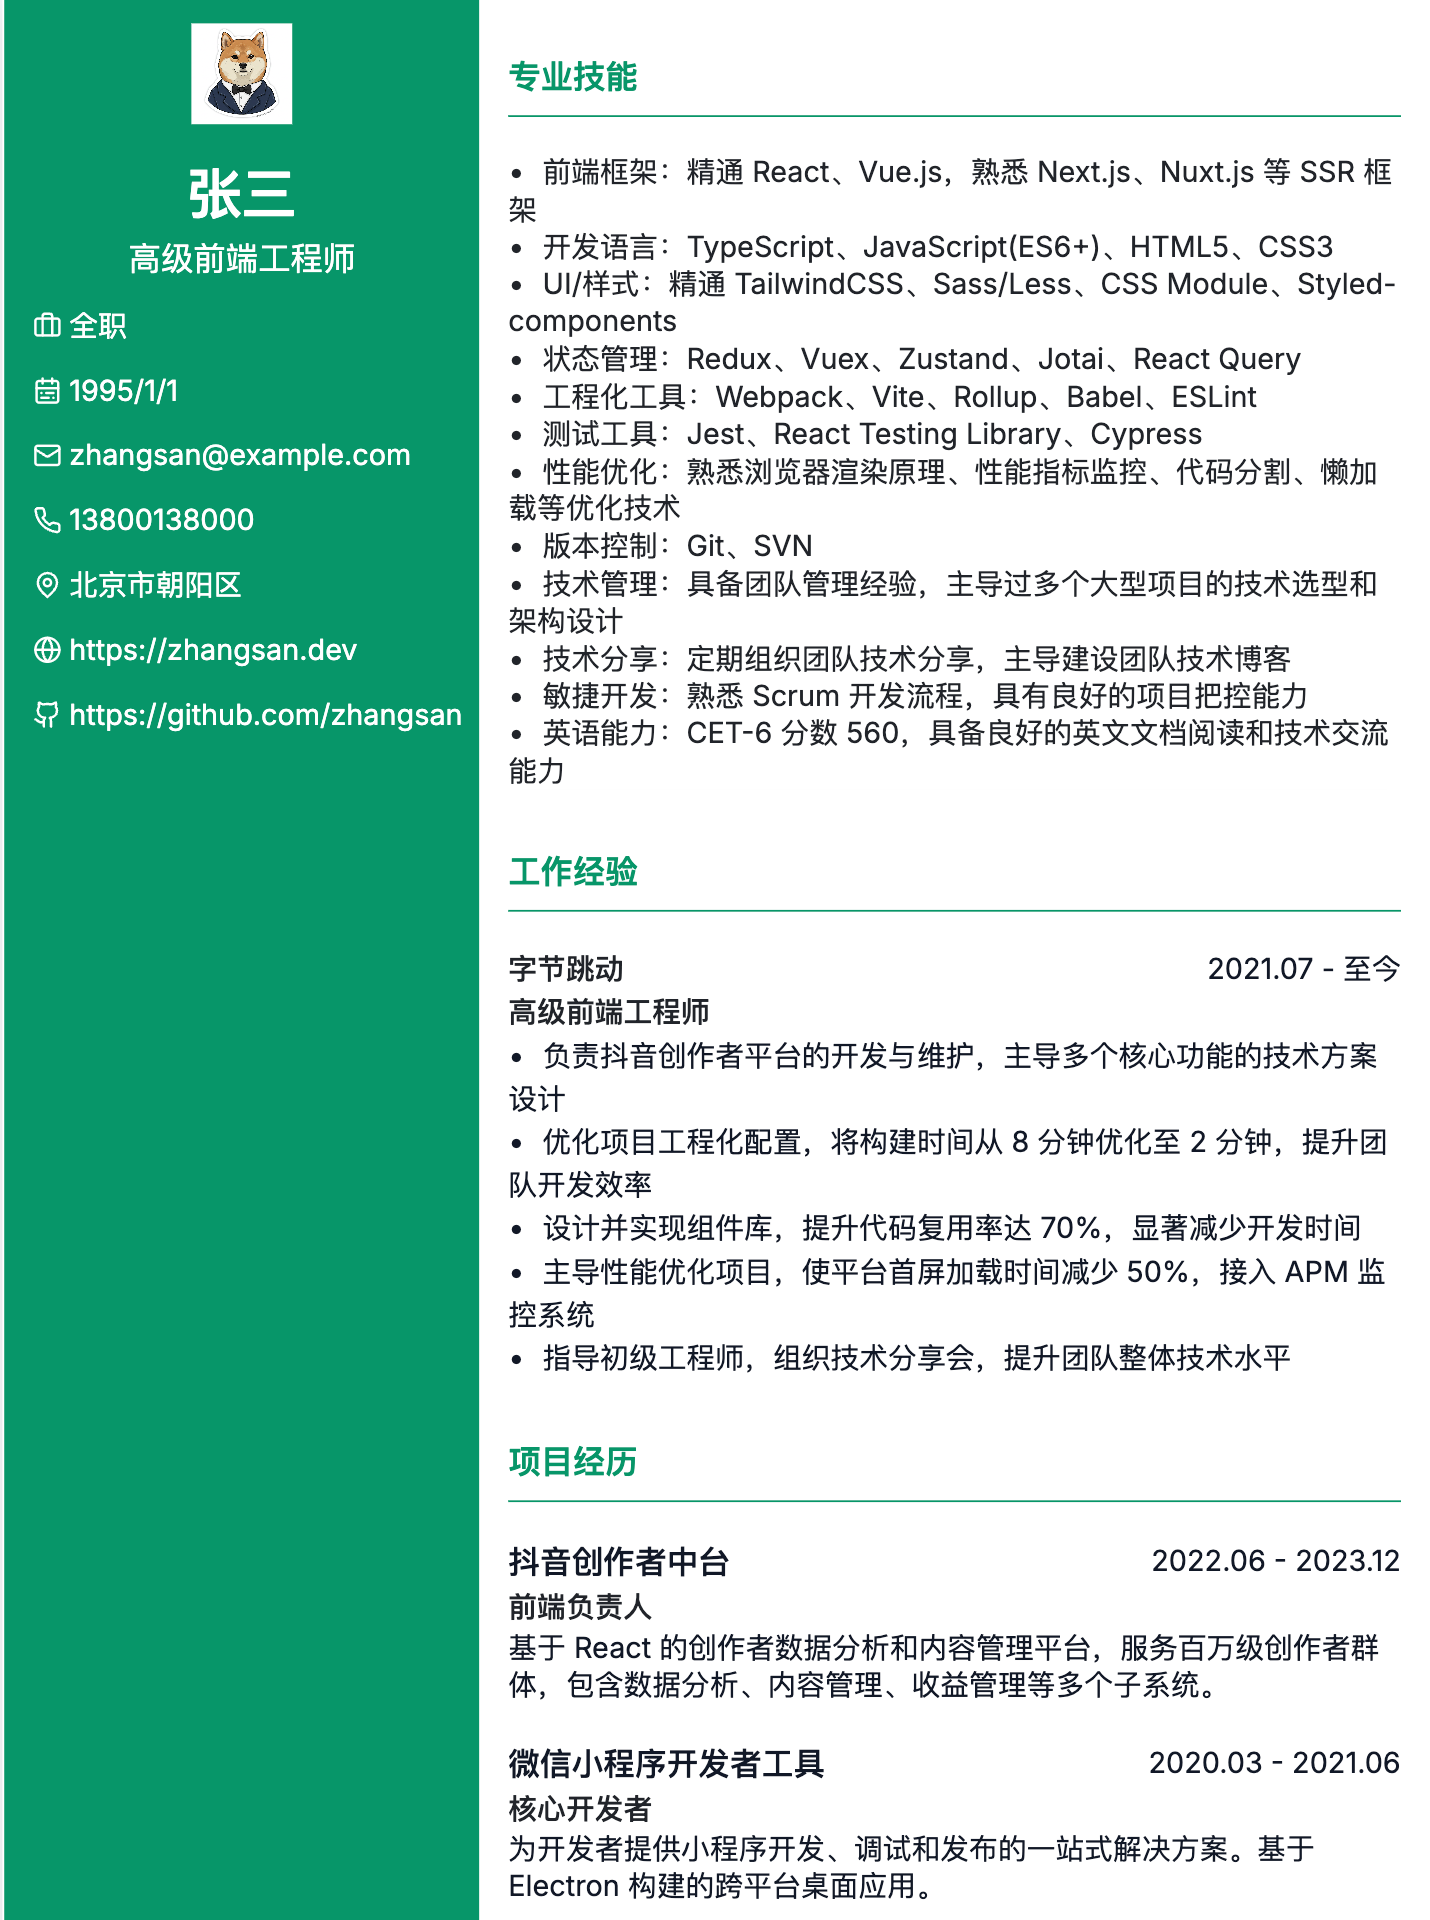 张三
高级前端工程师
全职
1995/1/1
zhangsan@example.com
13800138000
北京市朝阳区
https://zhangsan.dev
https://github.com/zhangsan
专业技能
• 前端框架：精通 React、Vue.js，熟悉 Next.js、Nuxt.js 等 SSR 框
架
• 开发语言：TypeScript、JavaScript(ES6+)、HTML5、CSS3
• UI/样式：精通 TailwindCSS、Sass/Less、CSS Module、Styled-
components
• 状态管理：Redux、Vuex、Zustand、Jotai、React Query
• 工程化工具：Webpack、Vite、Rollup、Babel、ESLint
• 测试工具：Jest、React Testing Library、Cypress
• 性能优化：熟悉浏览器渲染原理、性能指标监控、代码分割、懒加
载等优化技术
• 版本控制：Git、SVN
• 技术管理：具备团队管理经验，主导过多个大型项目的技术选型和
架构设计
• 技术分享：定期组织团队技术分享，主导建设团队技术博客
• 敏捷开发：熟悉 Scrum 开发流程，具有良好的项目把控能力
• 英语能力：CET-6 分数 560，具备良好的英文文档阅读和技术交流
能力
工作经验
字节跳动 2021.07 - 至今
高级前端工程师
• 负责抖音创作者平台的开发与维护，主导多个核心功能的技术方案
设计
• 优化项目工程化配置，将构建时间从 8 分钟优化至 2 分钟，提升团
队开发效率
• 设计并实现组件库，提升代码复用率达 70%，显著减少开发时间
• 主导性能优化项目，使平台首屏加载时间减少 50%，接入 APM 监
控系统
• 指导初级工程师，组织技术分享会，提升团队整体技术水平
项目经历
抖音创作者中台 2022.06 - 2023.12
前端负责人
基于 React 的创作者数据分析和内容管理平台，服务百万级创作者群
体，包含数据分析、内容管理、收益管理等多个子系统。
微信小程序开发者工具 2020.03 - 2021.06
核心开发者
为开发者提供小程序开发、调试和发布的一站式解决方案。基于
Electron 构建的跨平台桌面应用。